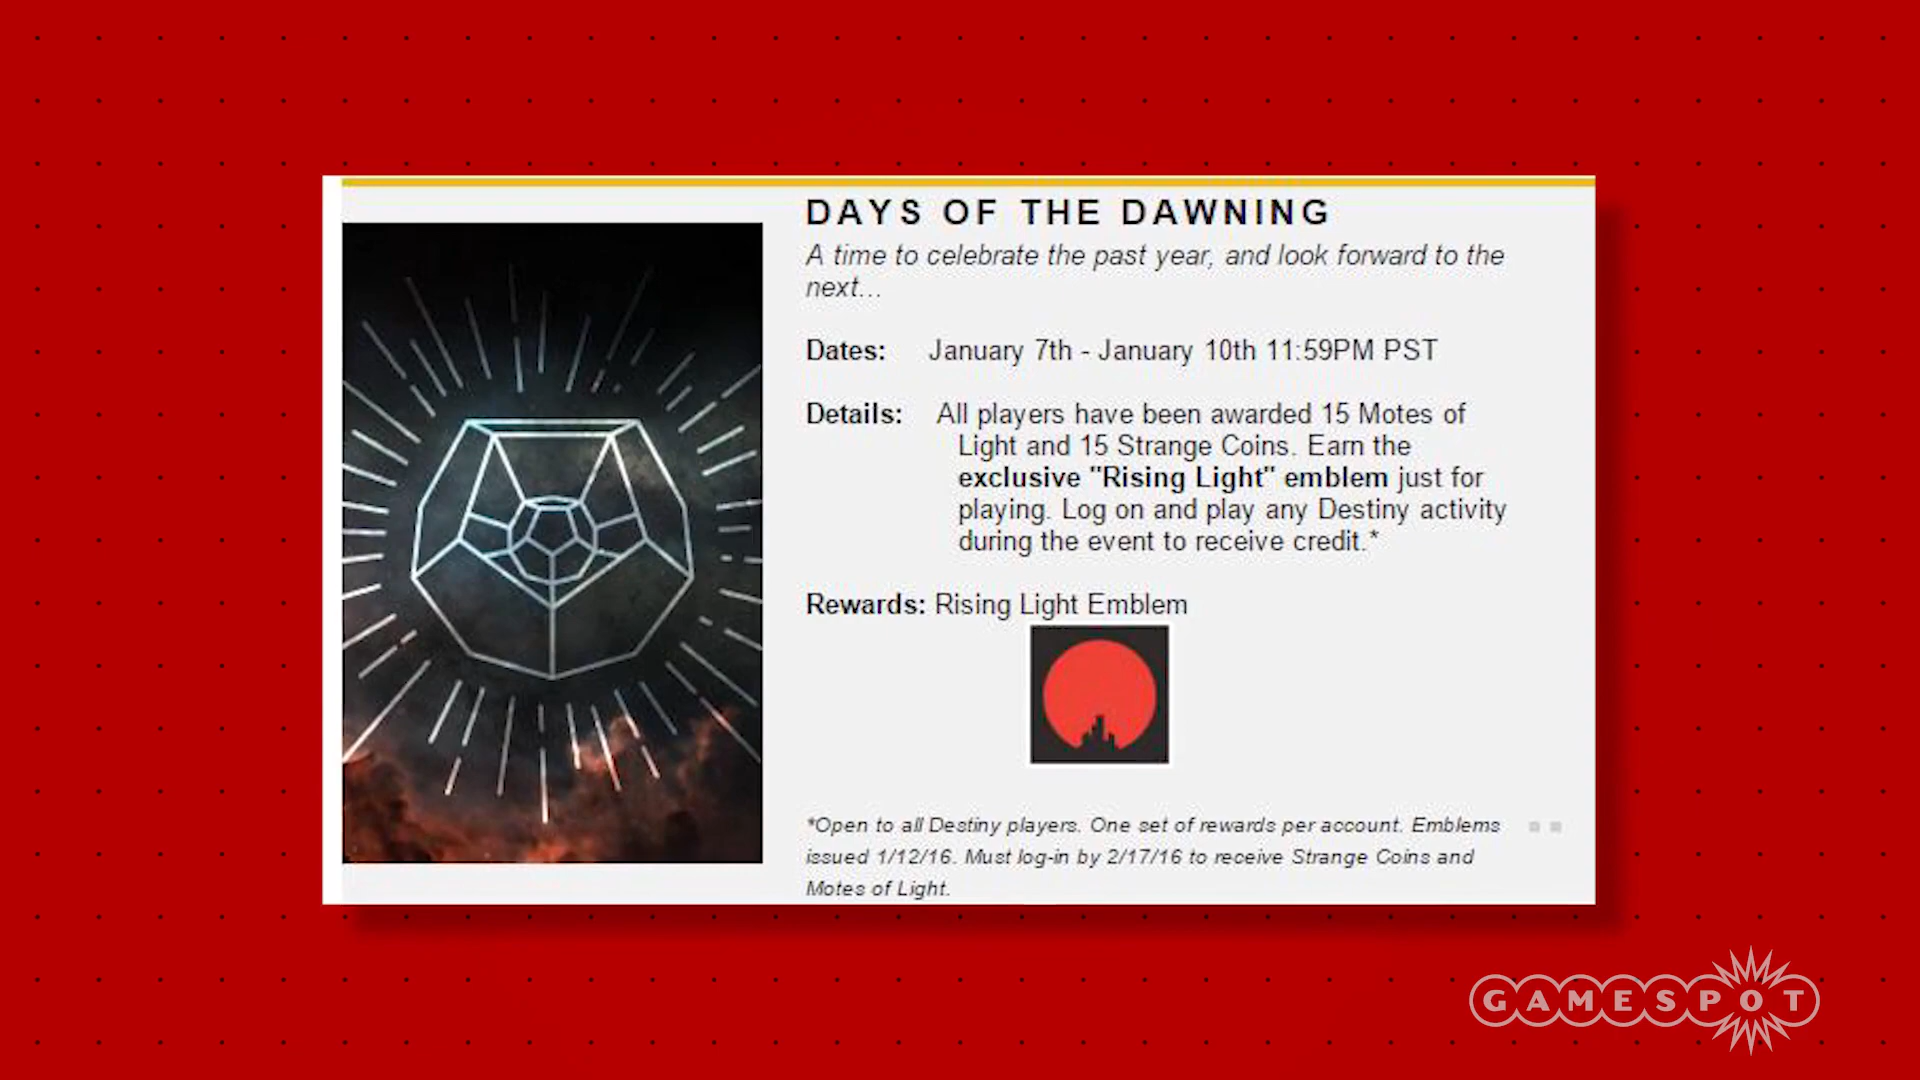 DAYS OF THE DAWNING
A time to celebrate the past year, and look forward to the
next...
Dates: January 7th - January 10th 11:59PM PST
Details: All players have been awarded 15 Motes of
Light and 15 Strange Coins. Earn the
exclusive "Rising Light" emblem just for
playing. Log on and play any Destiny activity
during the event to receive credit.*
Rewards: Rising Light Emblem
*Open to all Destiny players. One set of rewards per account. Emblems
issued 1/12/16. Must log-in by 2/17/16 to receive Strange Coins and
Motes of Light.
GAMESPOT